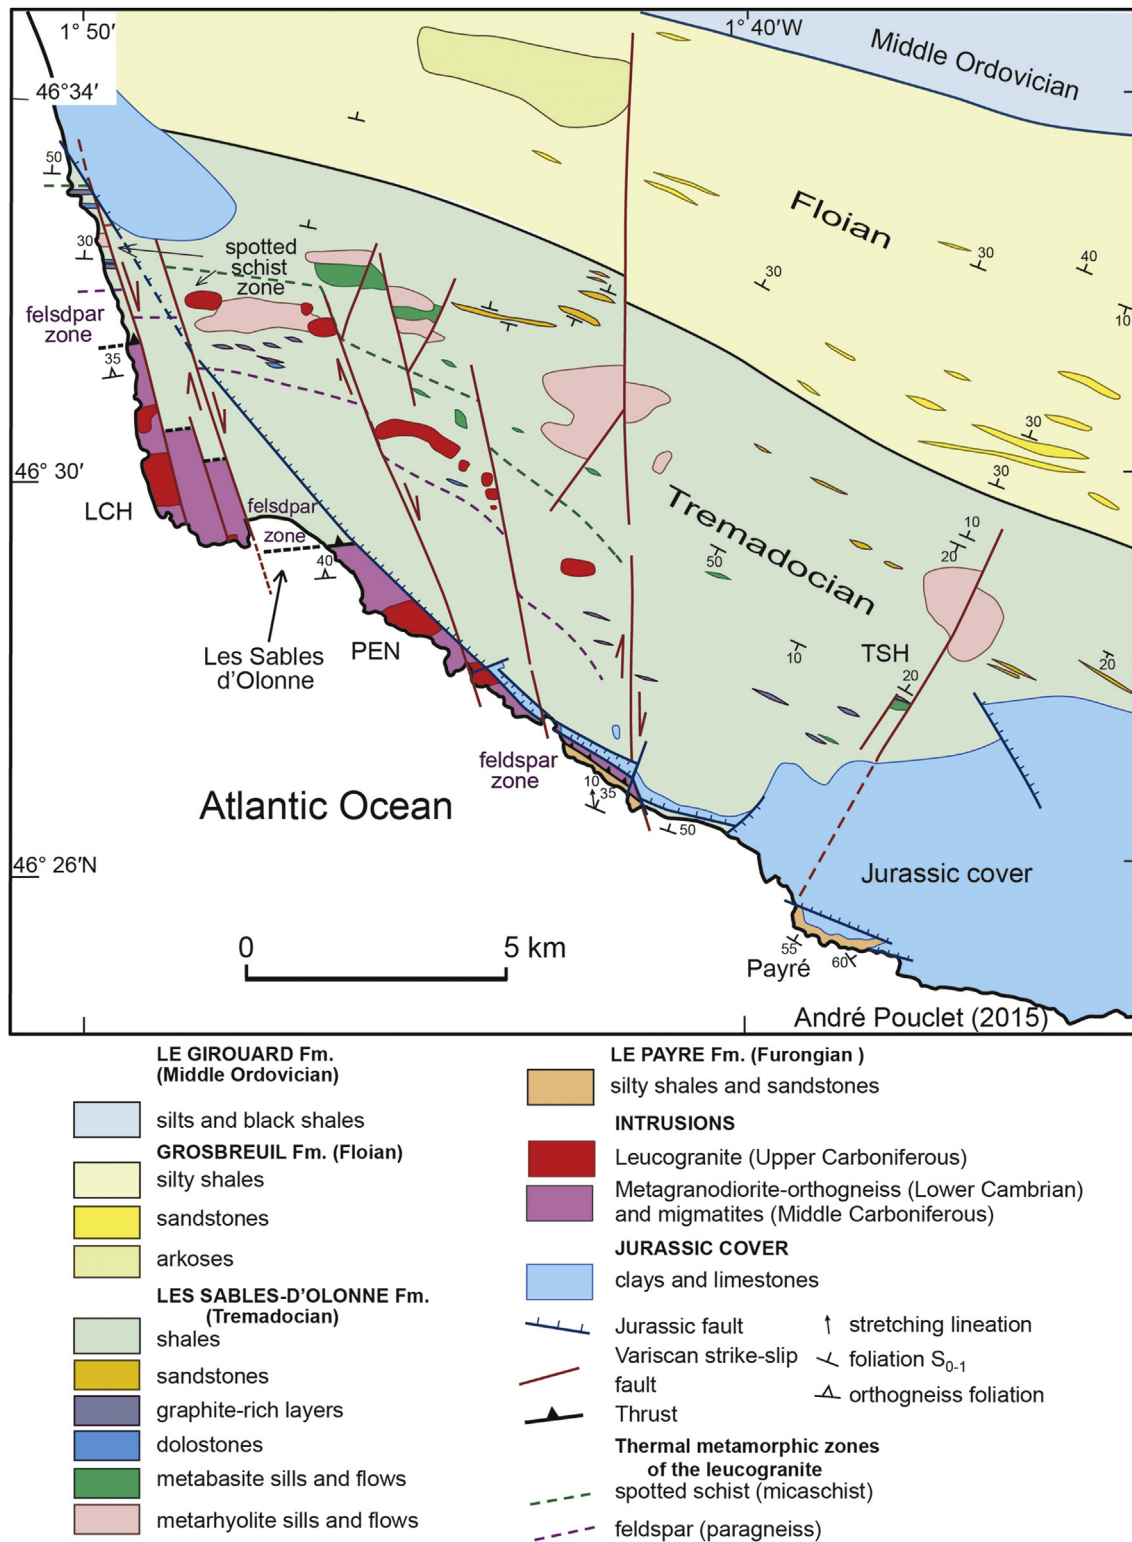 1° 50′
1° 40′W
Middle Ordovician
46°34′
50
Floian
30
spotted
schist
zone
30
40
30
10
felsdpar
zone
35
30
30
46° 30′
LCH
felsdpar
zone
Tremadocian
10
20
50
40
Les Sables
d’Olonne
PEN
10
TSH
20
20
feldspar
zone
10
35
50
Atlantic Ocean
46° 26′N
Jurassic cover
0
5 km
55
60
Payré
André Pouclet (2015)
LE GIROUARD Fm.
(Middle Ordovician)
silts and black shales
GROSBREUIL Fm. (Floian)
silty shales
sandstones
arkoses
LES SABLES-D’OLONNE Fm.
(Tremadocian)
shales
sandstones
graphite-rich layers
dolostones
metabasite sills and flows
metarhyolite sills and flows
LE PAYRE Fm. (Furongian )
silty shales and sandstones
INTRUSIONS
Leucogranite (Upper Carboniferous)
Metagranodiorite-orthogneiss (Lower Cambrian)
and migmatites (Middle Carboniferous)
JURASSIC COVER
clays and limestones
Jurassic fault
Variscan strike-slip
fault
Thrust
stretching lineation
foliation S0-1
orthogneiss foliation
Thermal metamorphic zones
of the leucogranite
spotted schist (micaschist)
feldspar (paragneiss)